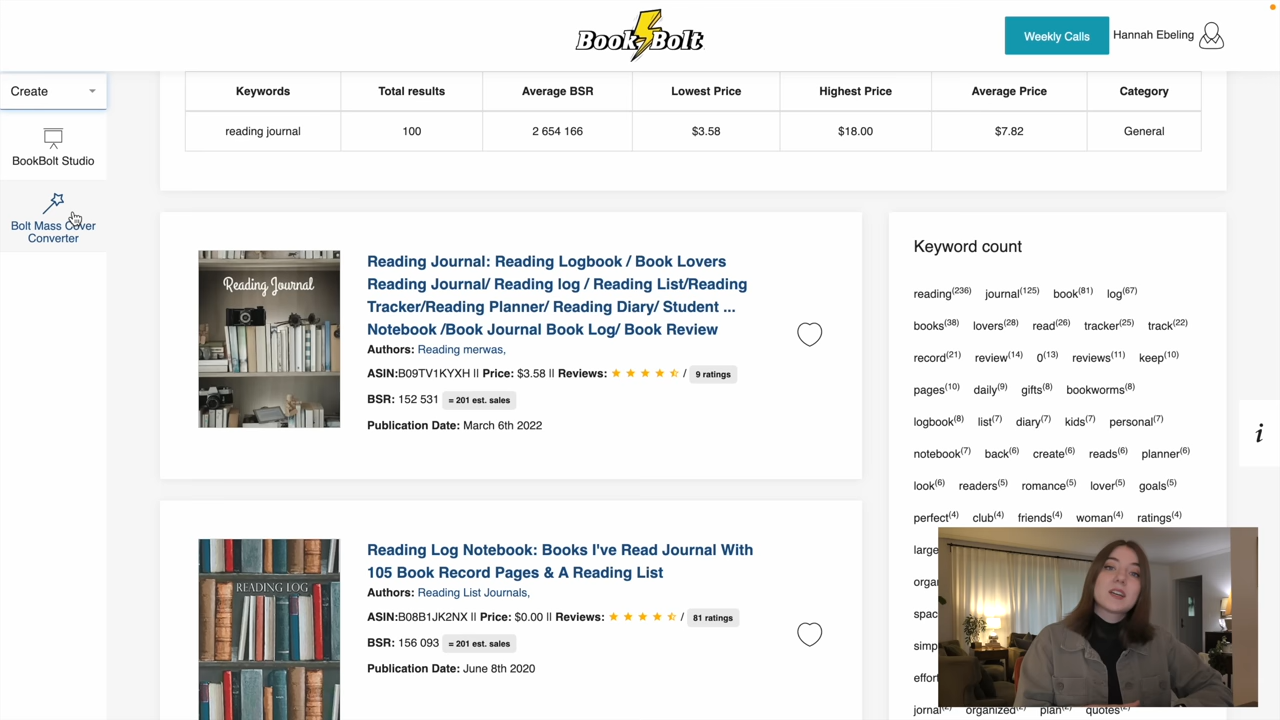 Book Bolt
Weekly Calls
Hannah Ebeling
Create
BookBolt Studio
Bolt Mass Cover
Converter
Keywords Total results Average BSR Lowest Price Highest Price Average Price Category
reading journal 100 2 654 166 $3.58 $18.00 $7.82 General
Reading Journal
Reading Journal: Reading Logbook / Book Lovers
Reading Journal/ Reading log / Reading List/Reading
Tracker/Reading Planner/ Reading Diary/ Student ...
Notebook /Book Journal Book Log/ Book Review
Authors: Reading merwas,
ASIN:B09TV1KYXH || Price: $3.58 || Reviews: / 9 ratings
BSR: 152 531 = 201 est. sales
Publication Date: March 6th 2022
READING LOG
Reading Log Notebook: Books I've Read Journal With
105 Book Record Pages & A Reading List
Authors: Reading List Journals,
ASIN:B08B1JK2NX || Price: $0.00 || Reviews: / 81 ratings
BSR: 156 093 = 201 est. sales
Publication Date: June 8th 2020
Keyword count
reading(236) journal(125) book(81) log(67)
books(38) lovers(28) read(26) tracker(25) track(22)
record(21) review(14) 0(13) reviews(11) keep(10)
pages(10) daily(9) gifts(8) bookworms(8)
logbook(8) list(7) diary(7) kids(7) personal(7)
notebook(7) back(6) create(6) reads(6) planner(6)
look(6) readers(5) romance(5) lover(5) goals(5)
perfect(4) club(4) friends(4) woman(4) ratings(4)
large
orga
spac
simp
effor
jornal organized plan quotes
i